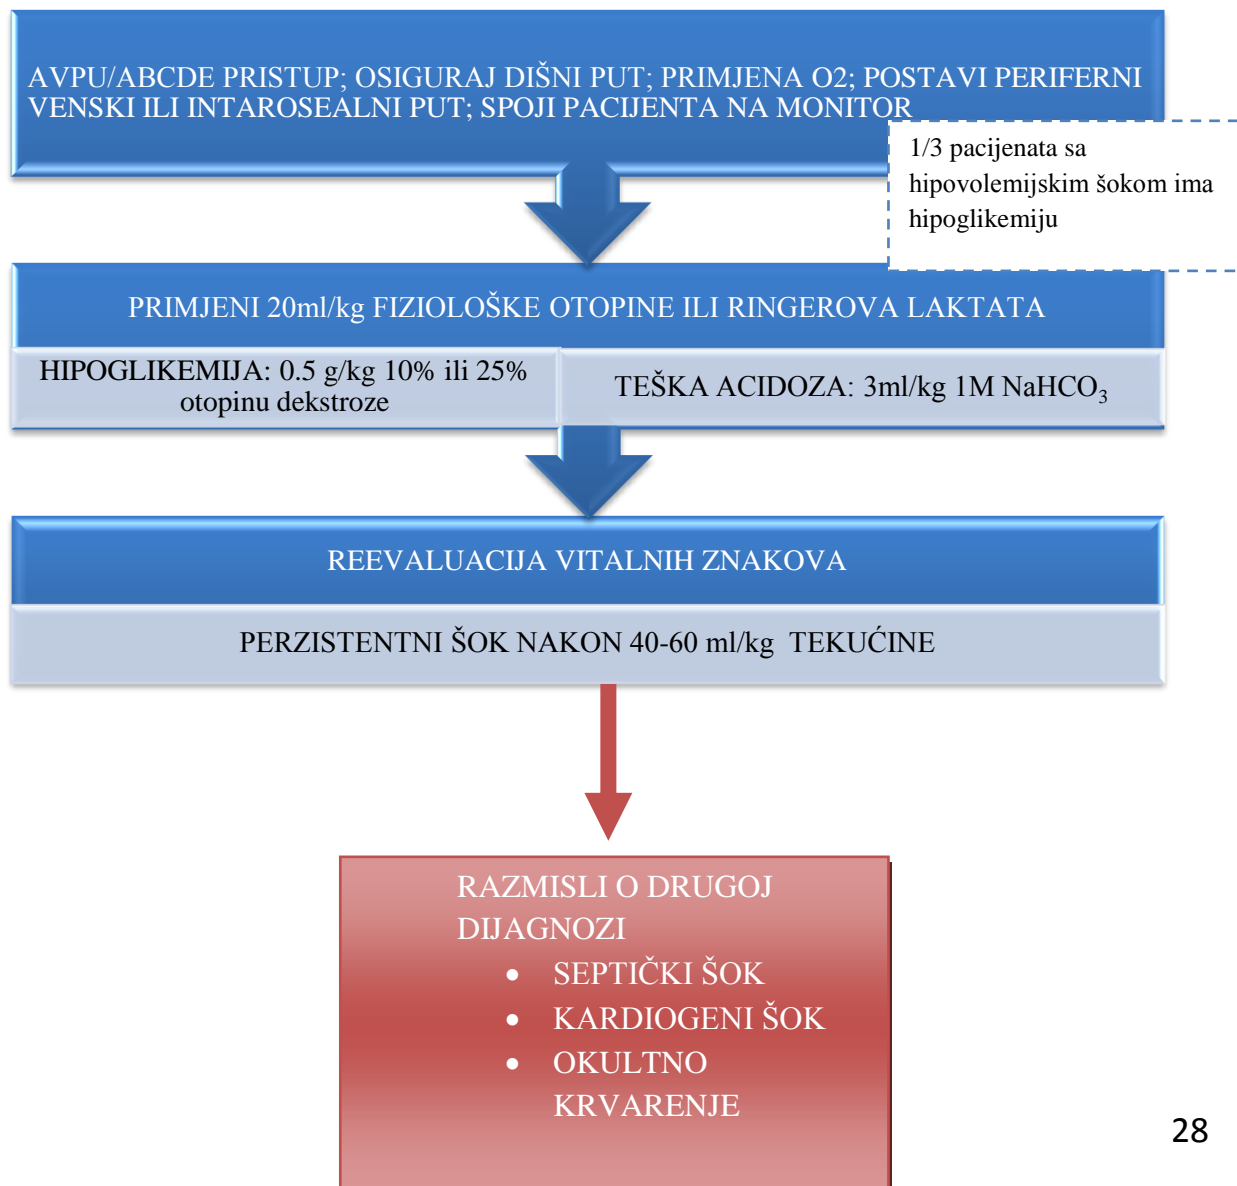 AVPU/ABCDE PRISTUP; OSIGURAJ DIŠNI PUT; PRIMJENA O2; POSTAVI PERIFERNI
VENSKI ILI INTAROSEALNI PUT; SPOJI PACIJENTA NA MONITOR
1/3 pacijenata sa
hipovolemijskim šokom ima
hipoglikemiju
PRIMJENI 20ml/kg FIZIOLOŠKE OTOPINE ILI RINGEROVA LAKTATA
HIPOGLIKEMIJA: 0.5 g/kg 10% ili 25%
otopinu dekstroze
TEŠKA ACIDOZA: 3ml/kg 1M NaHCO₃
REEVALUACIJA VITALNIH ZNAKOVA
PERZISTENTNI ŠOK NAKON 40-60 ml/kg TEKUĆINE
RAZMISLI O DRUGOJ
DIJAGNOZI
• SEPTIČKI ŠOK
• KARDIOGENI ŠOK
• OKULTNO
KRVARENJE
28